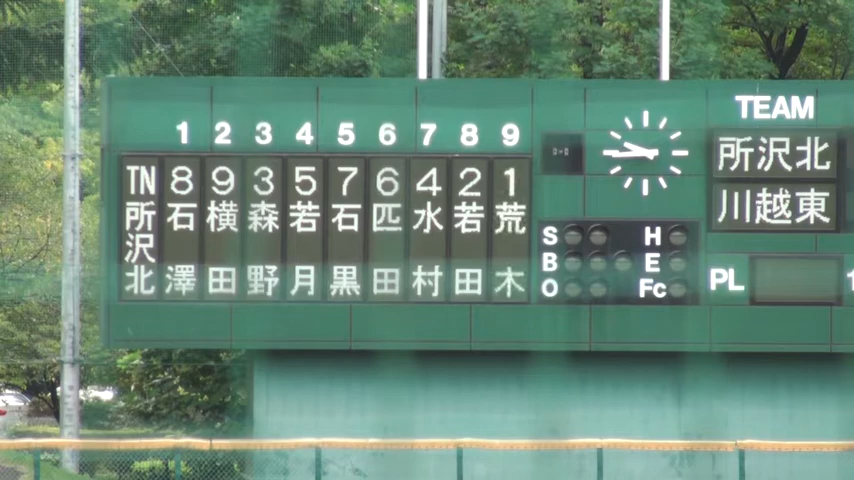 1 2 3 4 5 6 7 8 9
TN 8 9 3 5 7 6 4 2 1
所沢北
石澤
横田
森野
若月
石黒
匹田
水村
若田
荒木
S
B
O
H
E
Fc
TEAM
所沢北
川越東
PL
1